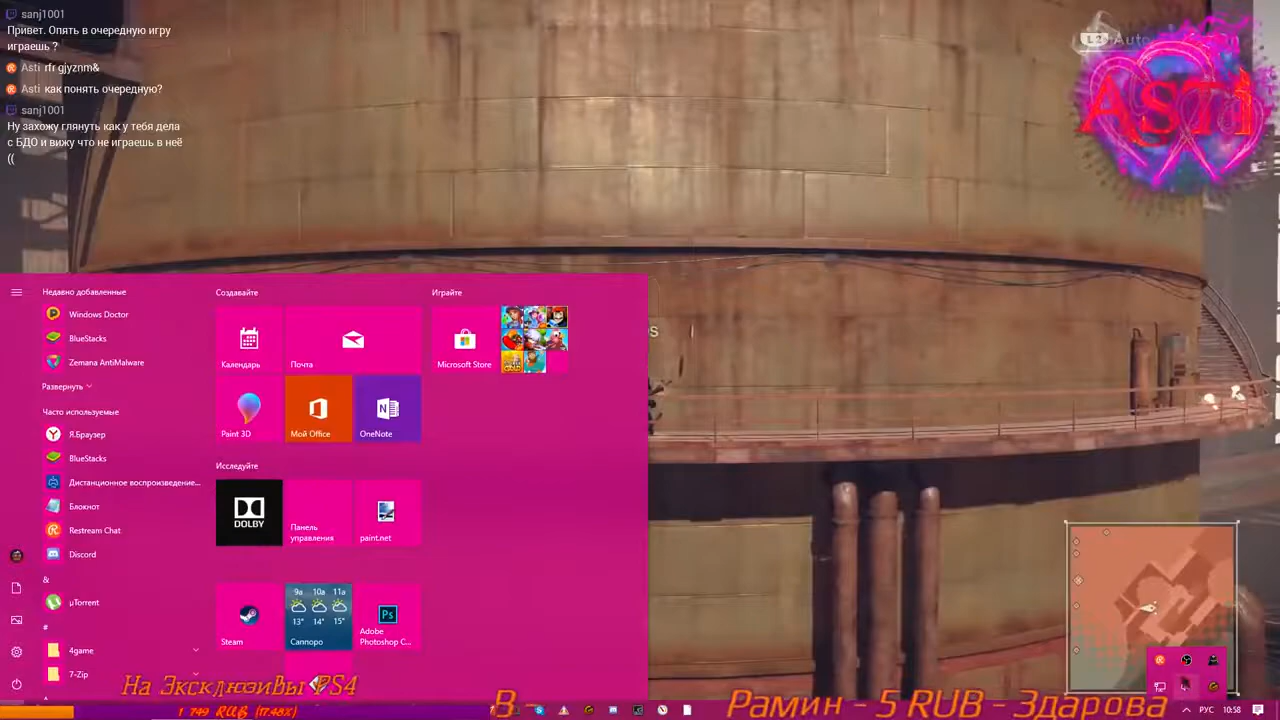 sanj1001
Привет. Опять в очередную игру
играешь ?
Asti rfr gjyznm&
Asti как понять очередную?
sanj1001
Ну захожу глянуть как у тебя дела
с БДО и вижу что не играешь в неё
((
L2
ASTI
Недавно добавленные
Windows Doctor
BlueStacks
Zemana AntiMalware
Развернуть
Часто используемые
Я.Браузер
BlueStacks
Дистанционное воспроизведение...
Блокнот
Restream Chat
Discord
&
µTorrent
#
4game
7-Zip
Создавайте
Календарь
Почта
Paint 3D
Мой Office
OneNote
Исследуйте
DOLBY
Панель
управления
paint.net
Steam
9a 10a 11a
13° 14° 15°
Саппоро
Ps
Adobe
Photoshop C...
Играйте
Microsoft Store
S
На Эксклюзивы PS4
1 749 RUB (17.48%)
В -
Рамин - 5 RUB - Здарова
РУС
10:58